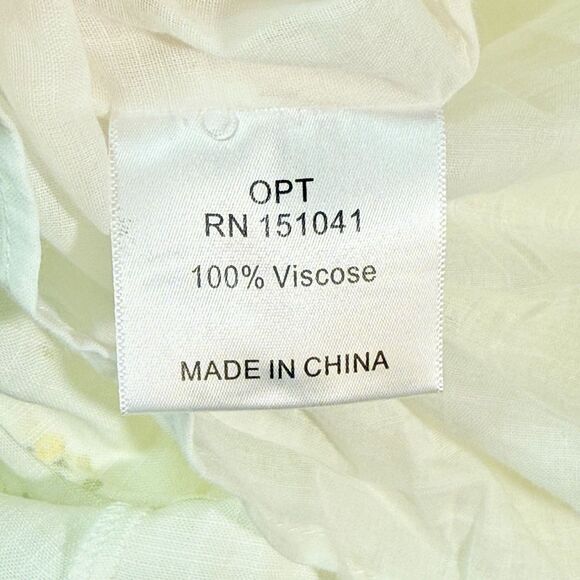 OPT
RN 151041
100% Viscose
MADE IN CHINA